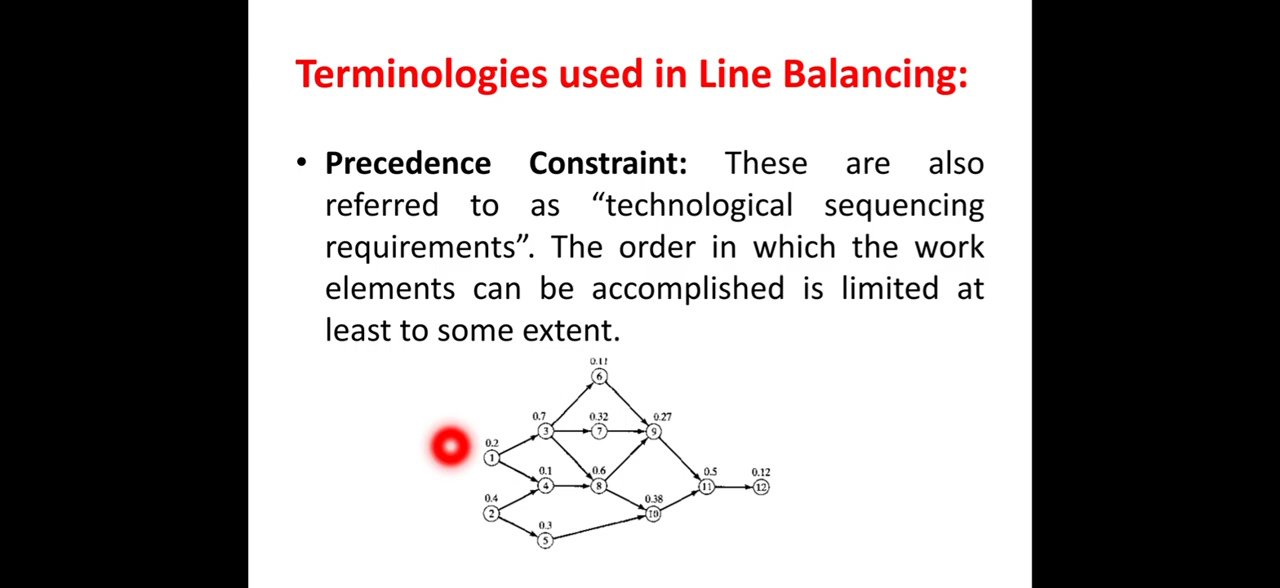 Terminologies used in Line Balancing:
• Precedence Constraint: These are also
referred to as “technological sequencing
requirements”. The order in which the work
elements can be accomplished is limited at
least to some extent.
0.11
6
0.7 0.32 0.27
3 7 9
0.2
1
0.1 0.6 0.5 0.12
4 8 11 12
0.4 0.38
2 10
0.3
5